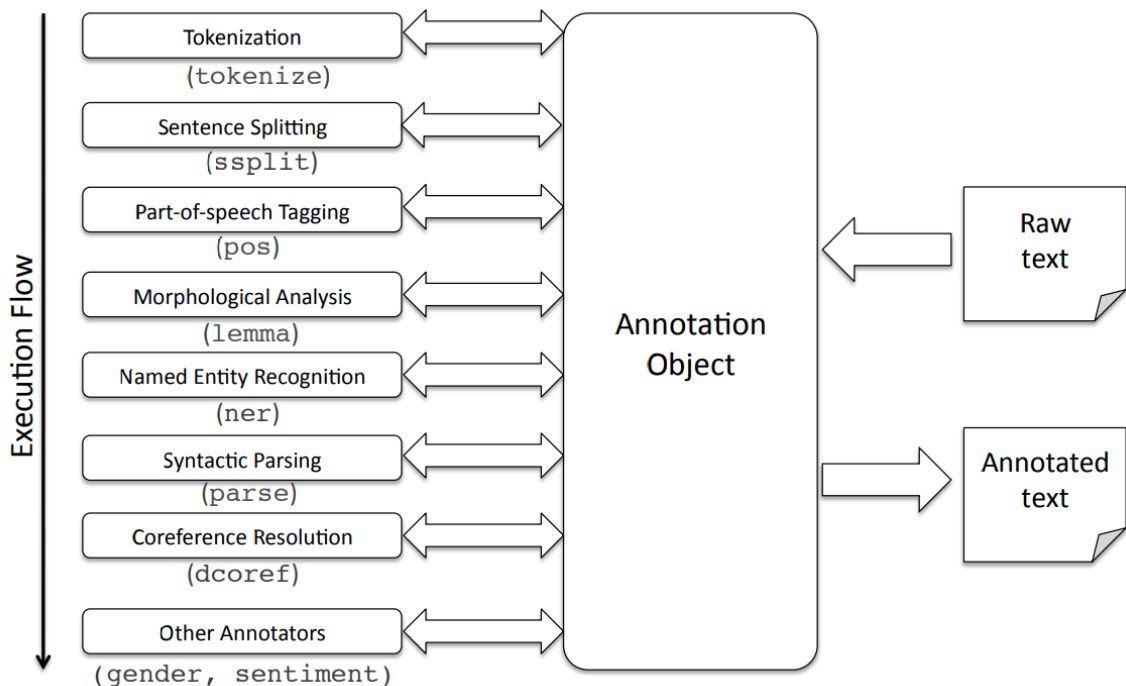 Execution Flow
Tokenization
(tokenize)
Sentence Splitting
(ssplit)
Part-of-speech Tagging
(pos)
Morphological Analysis
(lemma)
Named Entity Recognition
(ner)
Syntactic Parsing
(parse)
Coreference Resolution
(dcoref)
Other Annotators
(gender, sentiment)
Annotation
Object
Raw
text
Annotated
text